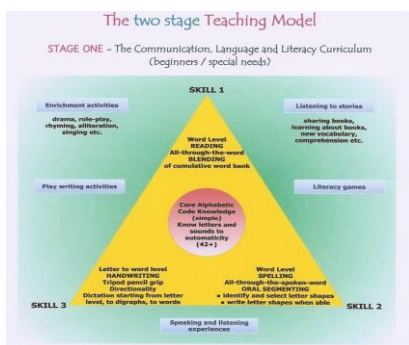 The two stage Teaching Model
STAGE ONE – The Communication, Language and Literacy Curriculum
(beginners / special needs)
SKILL 1
Enrichment activities
drama, role-play,
rhyming, alliteration,
singing etc.
Listening to stories
sharing books,
learning about books,
new vocabulary,
comprehension etc.
Word Level
READING
All-through-the-word
BLENDING
of cumulative word bank
Play writing activities
Literacy games
Core Alphabetic
Code Knowledge
(simple)
Know letters and
sounds to
automaticity
(42+)
Letter to word level
HANDWRITING
Tripod pencil grip
Directionality
Dictation starting from letter
level, to digraphs, to words
Word Level
SPELLING
All-through-the-spoken-word
ORAL SEGMENTING
• identify and select letter shapes
• write letter shapes when able
SKILL 3
SKILL 2
Speaking and listening
experiences